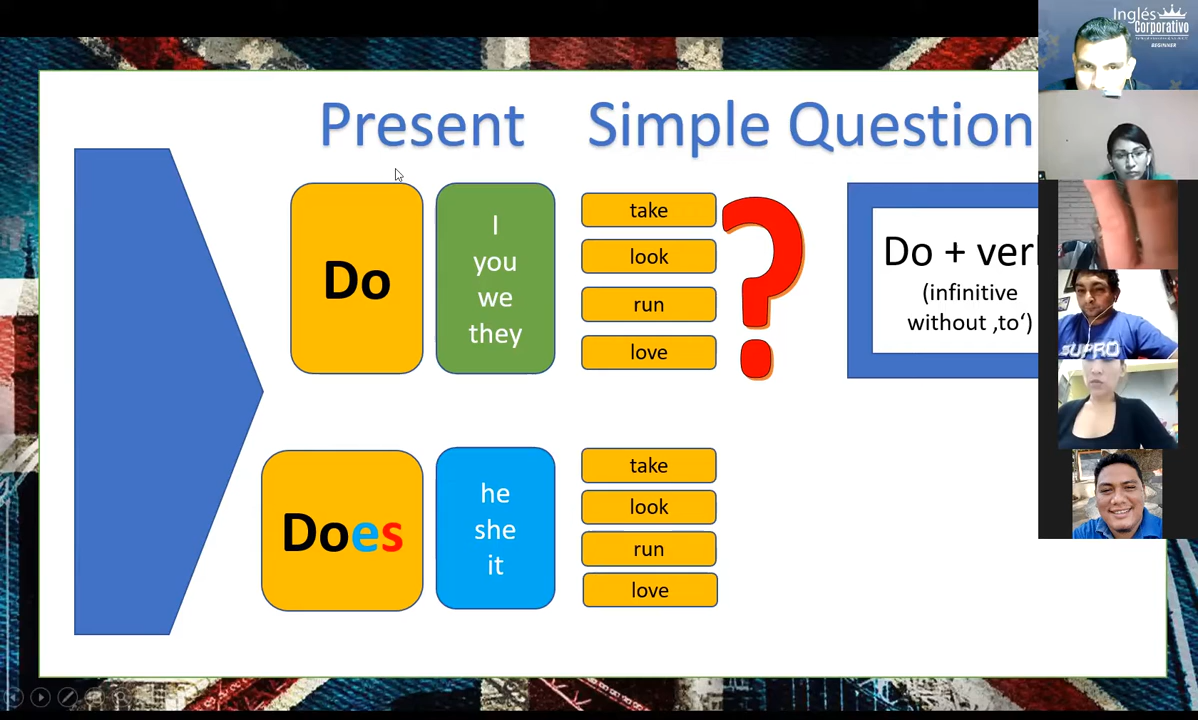 Inglés
Corporativo
BEGINNER
Present Simple Question
Do
I
you
we
they
take
look
run
love
Do + verb
(infinitive
without ‚to‘)
Does
he
she
it
take
look
run
love
SUPRO